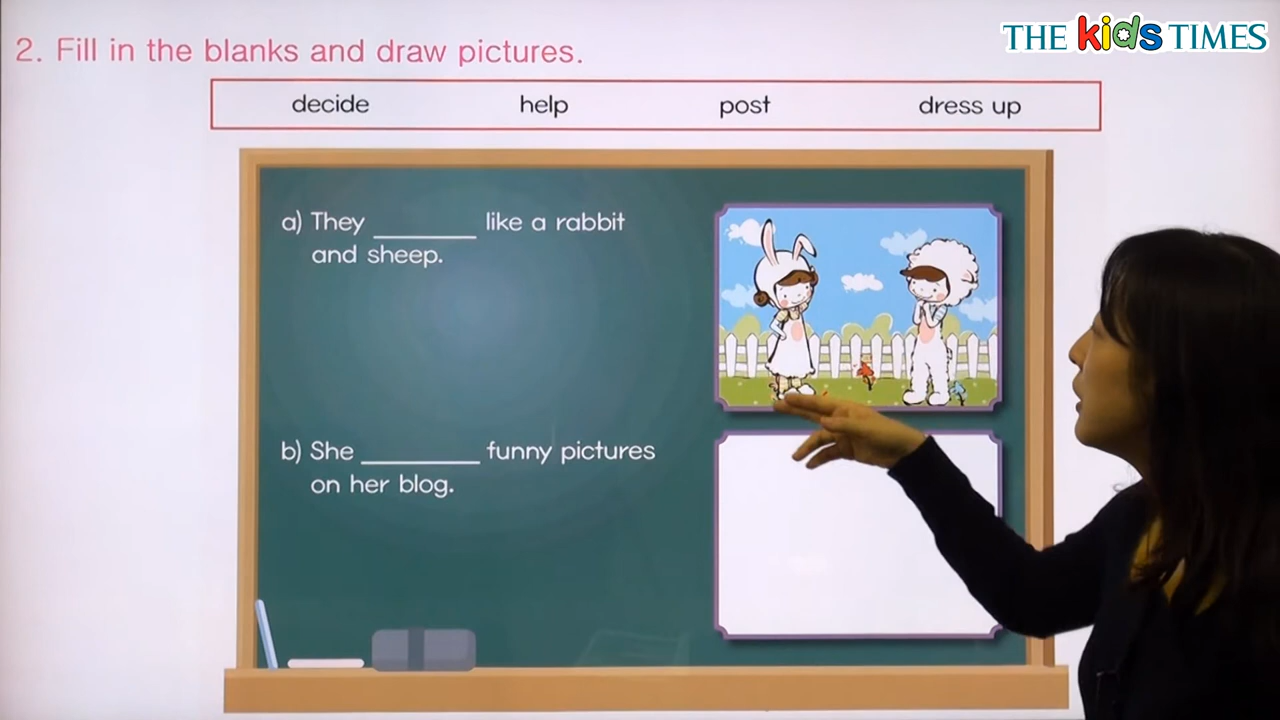 THE kids TIMES
2. Fill in the blanks and draw pictures.
decide help post dress up
a) They ________ like a rabbit
and sheep.
b) She ________ funny pictures
on her blog.